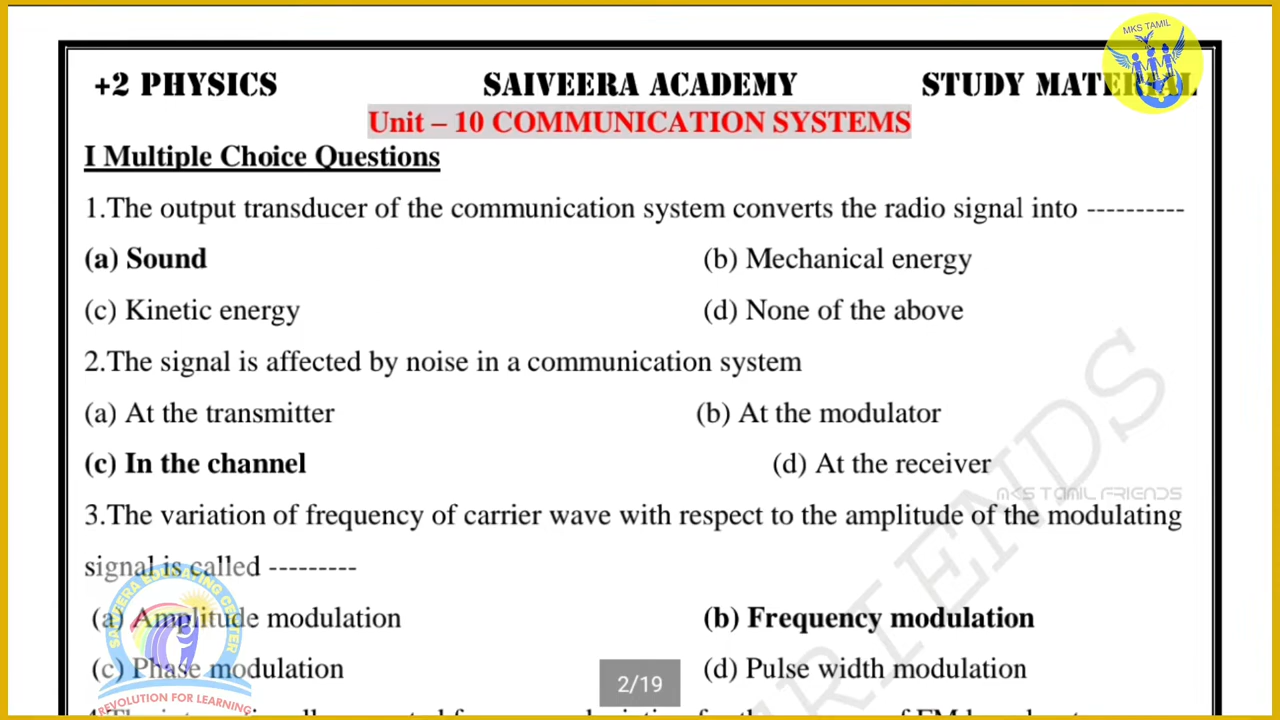 MKS TAMIL
+2 PHYSICS SAIVEERA ACADEMY STUDY MATERIAL
Unit – 10 COMMUNICATION SYSTEMS
I Multiple Choice Questions
1.The output transducer of the communication system converts the radio signal into ----------
(a) Sound (b) Mechanical energy
(c) Kinetic energy (d) None of the above
2.The signal is affected by noise in a communication system
(a) At the transmitter (b) At the modulator
(c) In the channel (d) At the receiver
MKS TAMIL FRIENDS
3.The variation of frequency of carrier wave with respect to the amplitude of the modulating
signal is called ---------
(a) Amplitude modulation (b) Frequency modulation
(c) Phase modulation (d) Pulse width modulation
SAIVEERA EDUCATING CENTER
REVOLUTION FOR LEARNING
2/19
FRIENDS